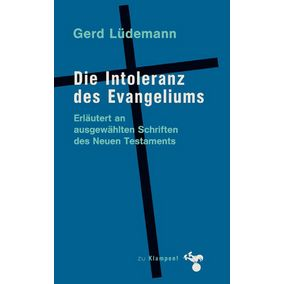 Gerd Lüdemann
Die Intoleranz
des Evangeliums
Erläutert an
ausgewählten Schriften
des Neuen Testaments
zu Klampen!